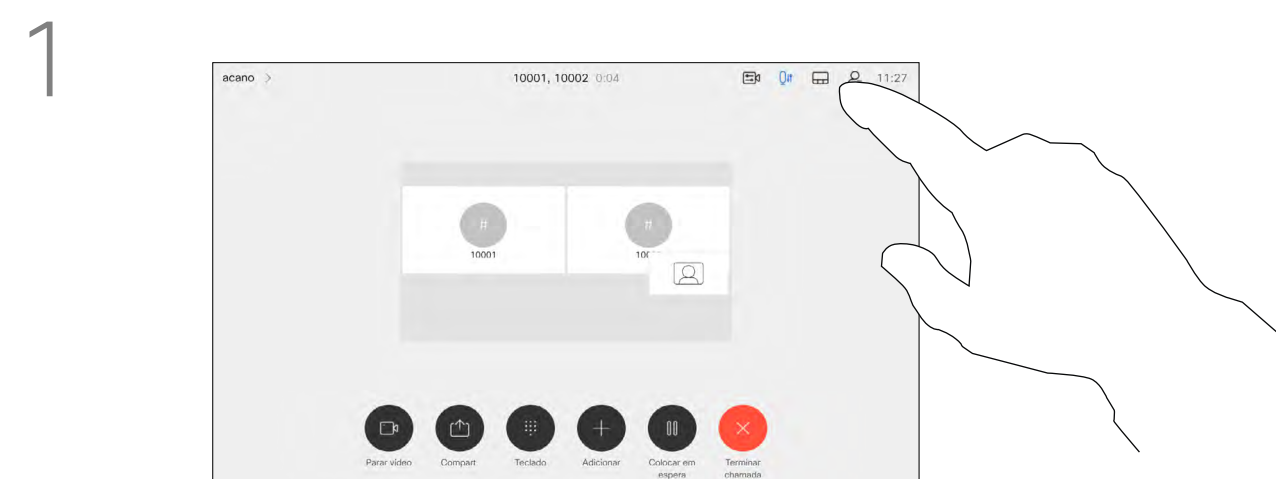 1
acano >
10001, 10002 0:04
11:27
#
#
10001
Parar vídeo
Compart
Teclado
Adicionar
Colocar em
espera
Terminar
chamada